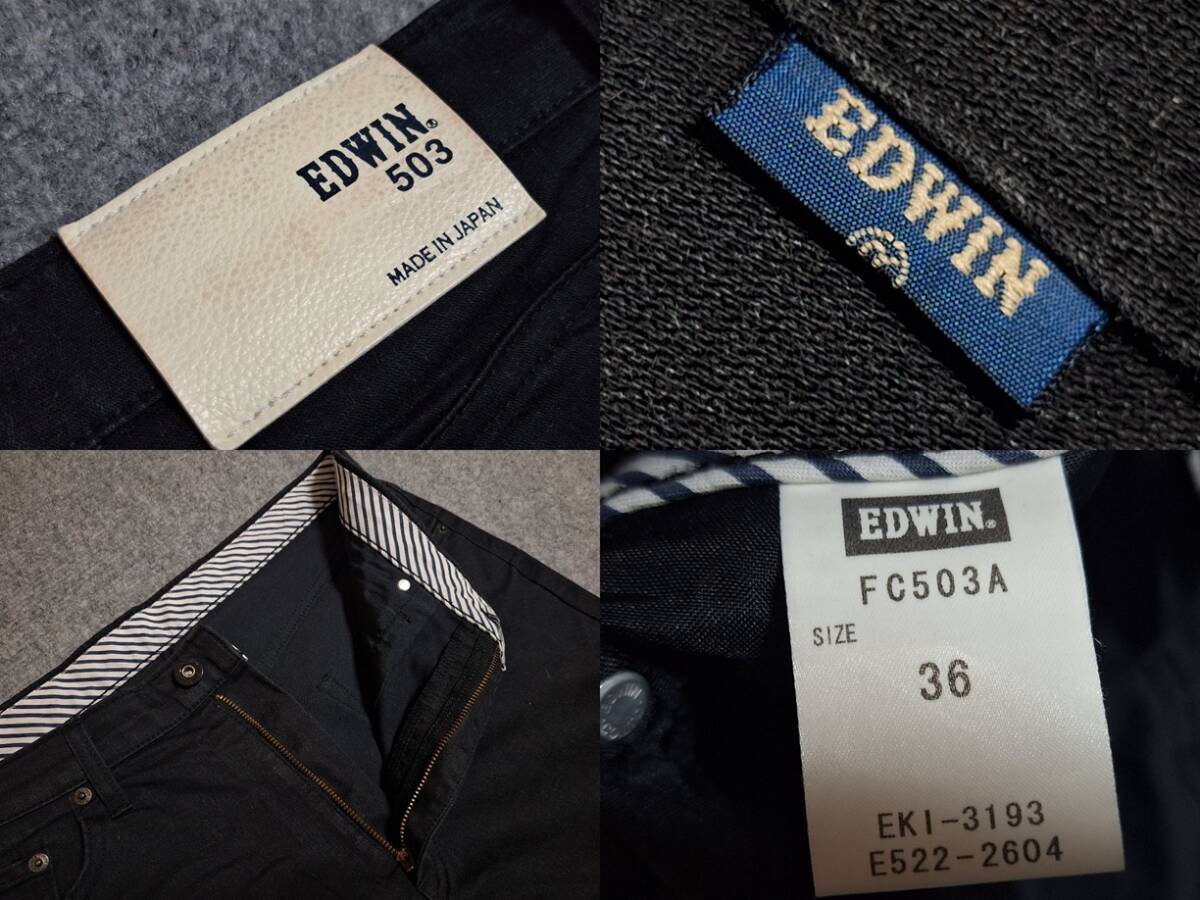 EDWIN®
503
MADE IN JAPAN
EDWIN
EDWIN®
FC503A
SIZE
36
EKI-3193
E522-2604